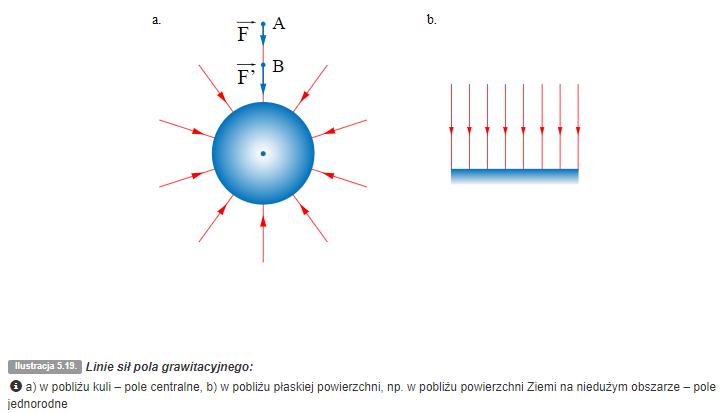 a.
b.
F
A
F’
B
Ilustracja 5.19. Linie sił pola grawitacyjnego:
a) w pobliżu kuli – pole centralne, b) w pobliżu płaskiej powierzchni, np. w pobliżu powierzchni Ziemi na niedużym obszarze – pole
jednorodne